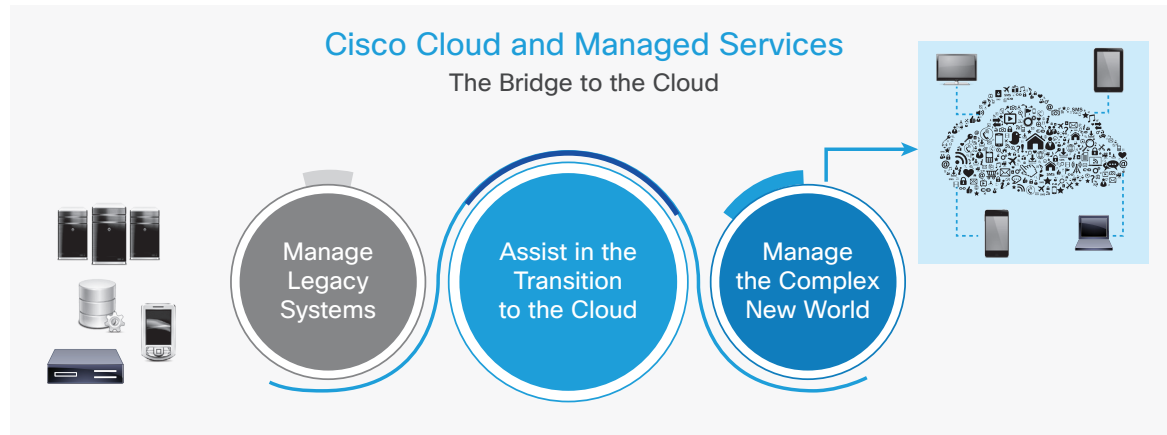 Cisco Cloud and Managed Services
The Bridge to the Cloud
Manage
Legacy
Systems
Assist in the
Transition
to the Cloud
Manage
the Complex
New World
SMS